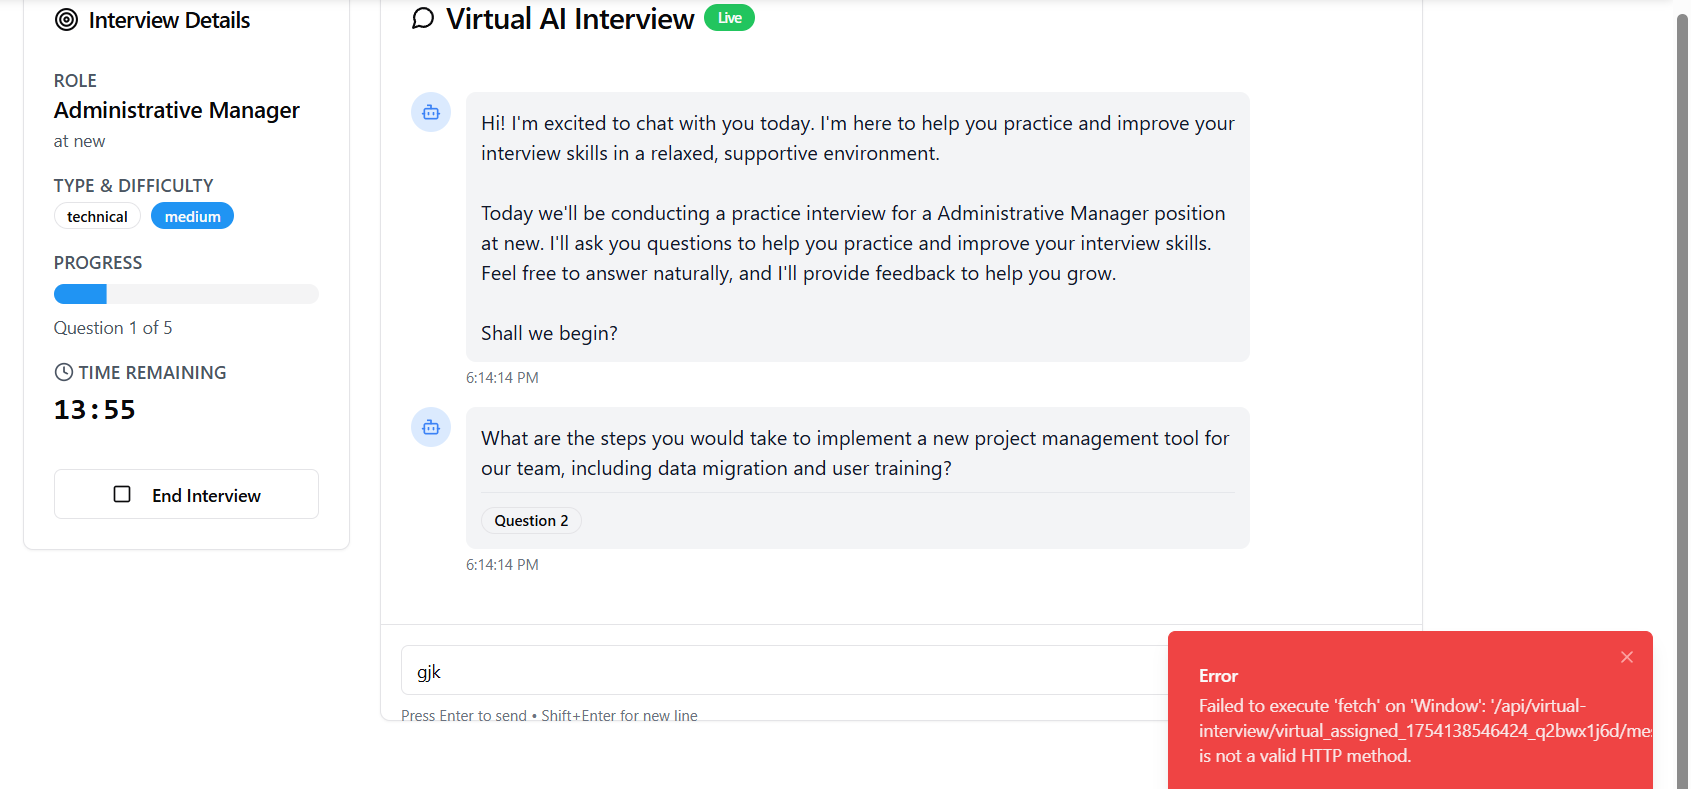 Interview Details
ROLE
Administrative Manager
at new
TYPE & DIFFICULTY
technical
medium
PROGRESS
Question 1 of 5
TIME REMAINING
13:55
End Interview
Virtual AI Interview
Live
Hi! I'm excited to chat with you today. I'm here to help you practice and improve your
interview skills in a relaxed, supportive environment.
Today we'll be conducting a practice interview for a Administrative Manager position
at new. I'll ask you questions to help you practice and improve your interview skills.
Feel free to answer naturally, and I'll provide feedback to help you grow.
Shall we begin?
6:14:14 PM
What are the steps you would take to implement a new project management tool for
our team, including data migration and user training?
Question 2
6:14:14 PM
gjk
Press Enter to send • Shift+Enter for new line
Error
Failed to execute 'fetch' on 'Window': '/api/virtual-
interview/virtual_assigned_1754138546424_q2bwx1j6d/mes
is not a valid HTTP method.